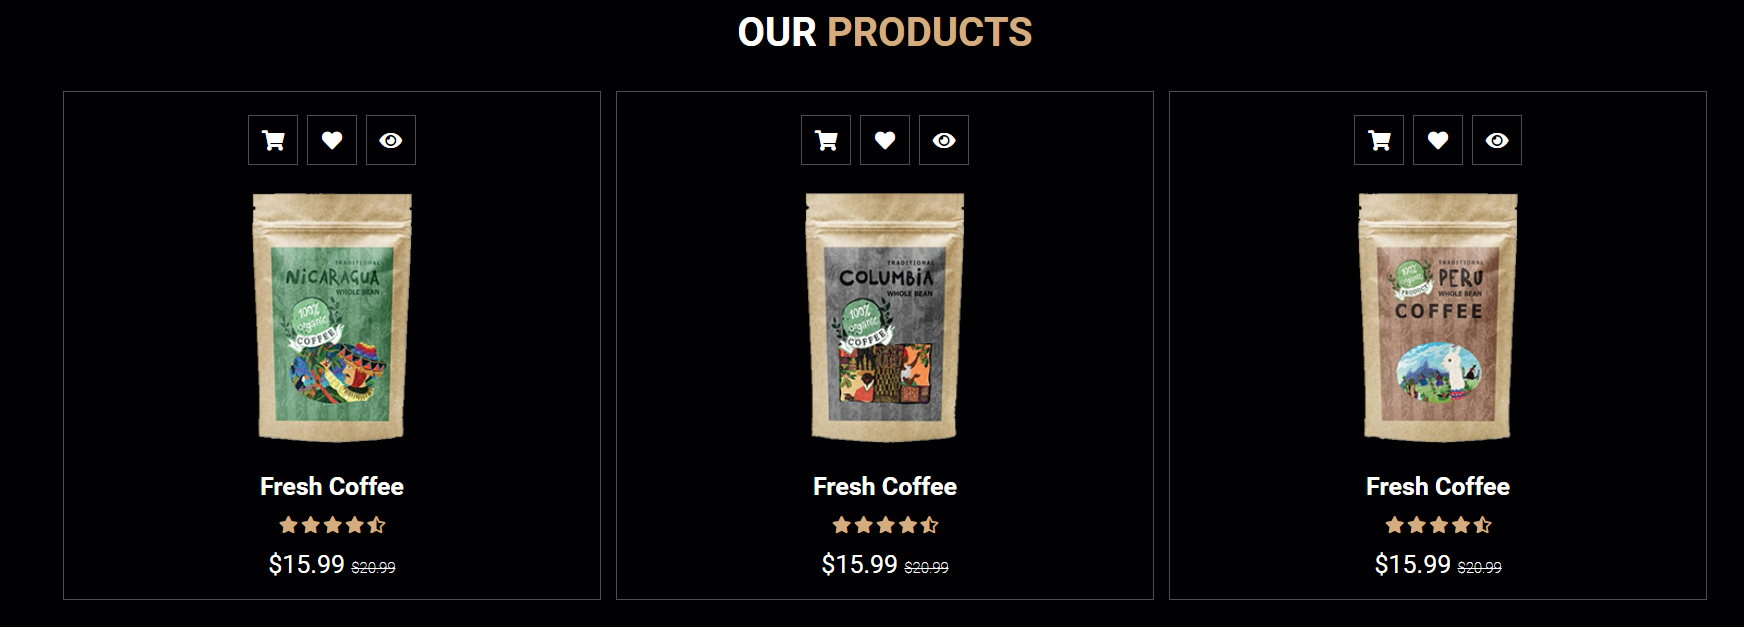 OUR PRODUCTS
TRADITIONAL
NiCARAGUA
WHOLE BEAN
100%
organic
COFFEE
Fresh Coffee
$15.99 $20.99
TRADITIONAL
COLUMBiA
WHOLE BEAN
100%
organic
COFFEE
Fresh Coffee
$15.99 $20.99
TRADITIONAL
100%
organic
PRODUCT
PERU
WHOLE BEAN
COFFEE
Fresh Coffee
$15.99 $20.99